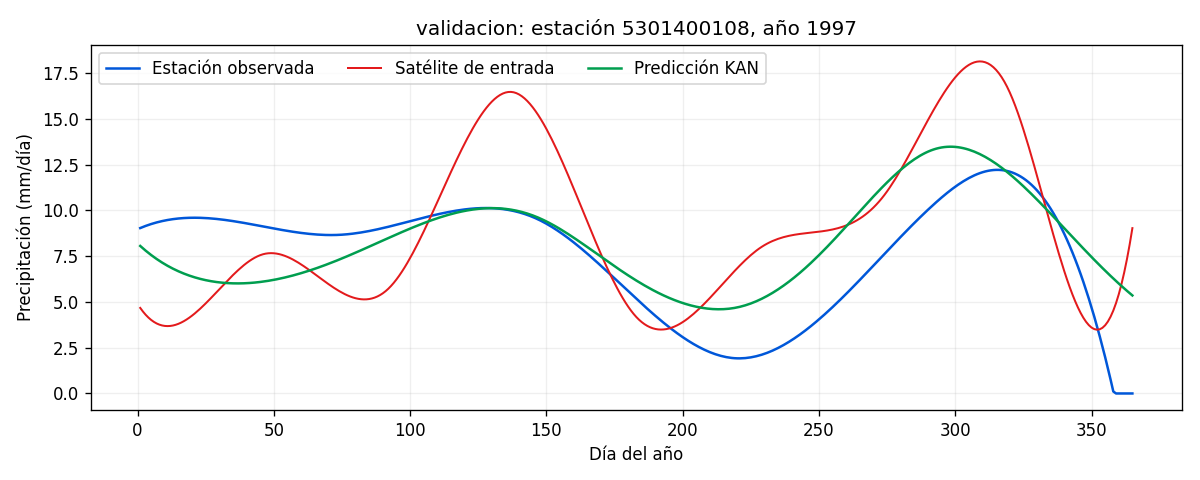 validacion: estación 5301400108, año 1997
Estación observada
Satélite de entrada
Predicción KAN
17.5
15.0
12.5
10.0
7.5
5.0
2.5
0.0
Precipitación (mm/día)
0
50
100
150
200
250
300
350
Día del año